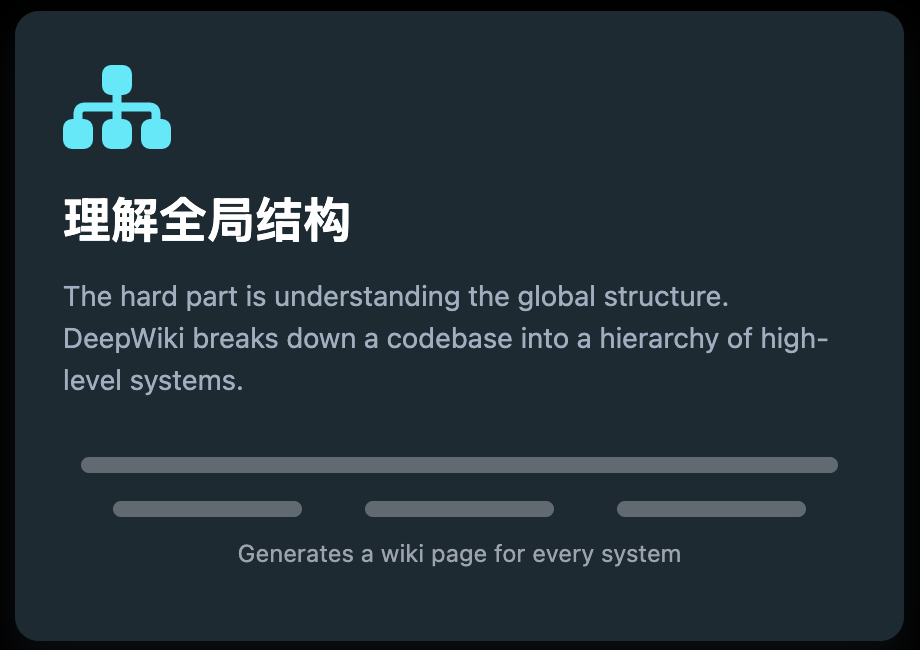 理解全局结构
The hard part is understanding the global structure.
DeepWiki breaks down a codebase into a hierarchy of high-
level systems.
Generates a wiki page for every system